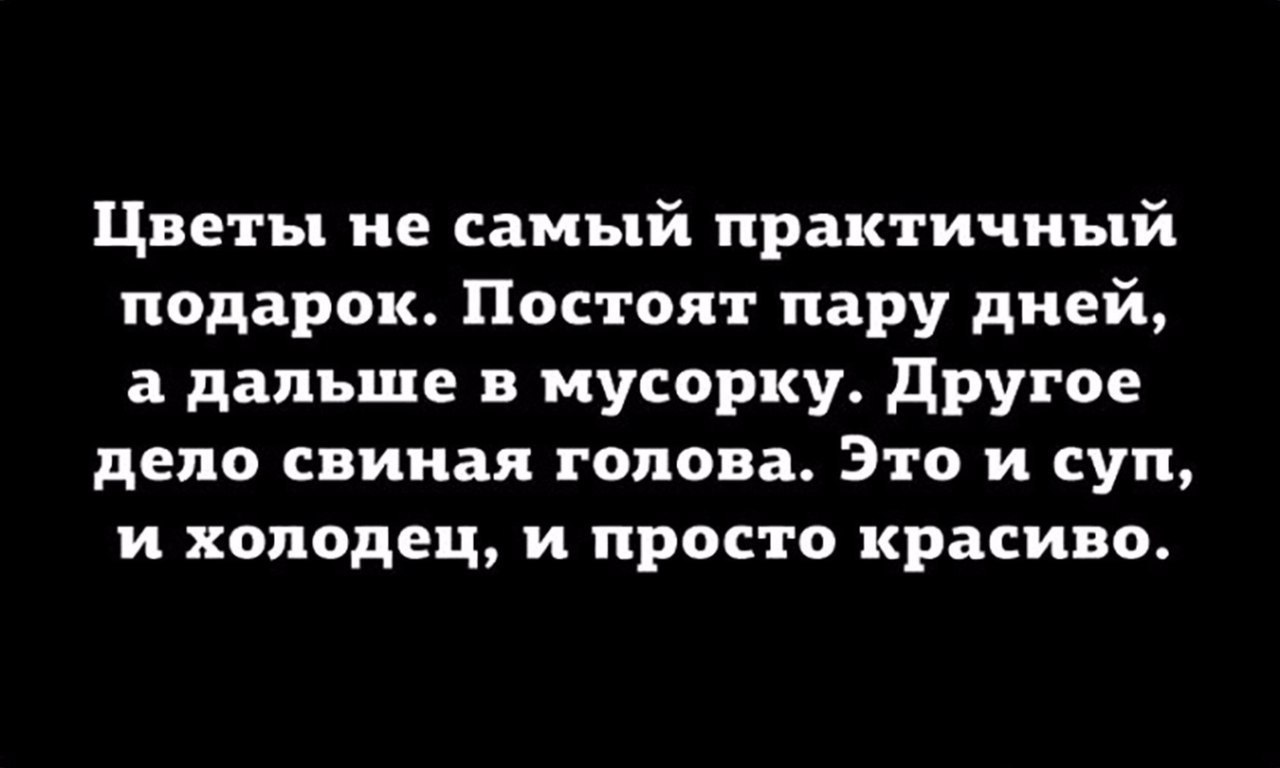 Цветы не самый практичный
подарок. Постоят пару дней,
а дальше в мусорку. Другое
дело свиная голова. Это и суп,
и холодец, и просто красиво.